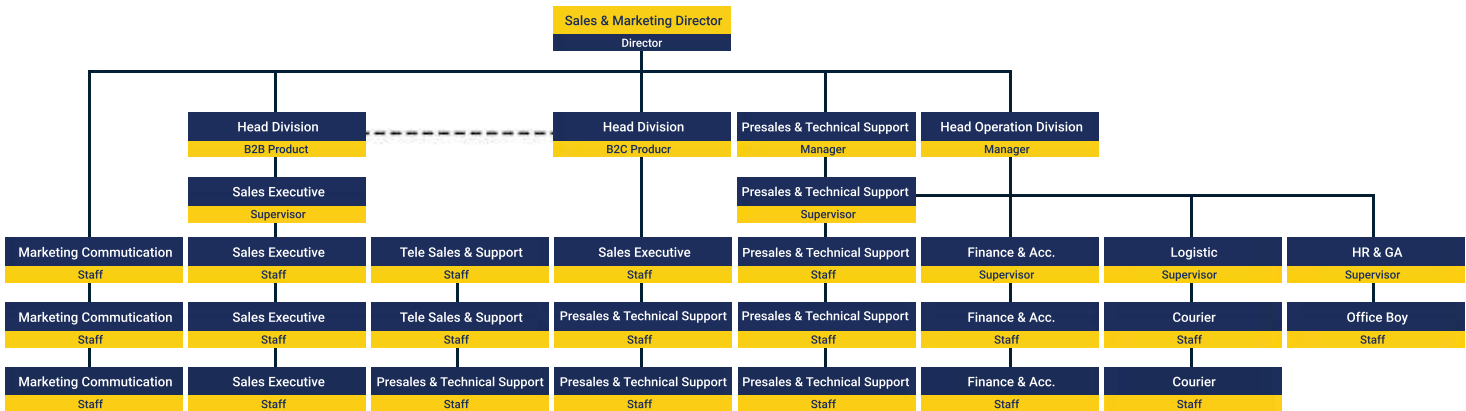 Sales & Marketing Director
Director
Head Division
B2B Product
Head Division
B2C Producr
Presales & Technical Support
Manager
Head Operation Division
Manager
Sales Executive
Supervisor
Presales & Technical Support
Supervisor
Marketing Commutication
Staff
Sales Executive
Staff
Tele Sales & Support
Staff
Sales Executive
Staff
Presales & Technical Support
Staff
Finance & Acc.
Supervisor
Logistic
Supervisor
HR & GA
Supervisor
Marketing Commutication
Staff
Sales Executive
Staff
Tele Sales & Support
Staff
Presales & Technical Support
Staff
Presales & Technical Support
Staff
Finance & Acc.
Staff
Courier
Staff
Office Boy
Staff
Marketing Commutication
Staff
Sales Executive
Staff
Presales & Technical Support
Staff
Presales & Technical Support
Staff
Presales & Technical Support
Staff
Finance & Acc.
Staff
Courier
Staff